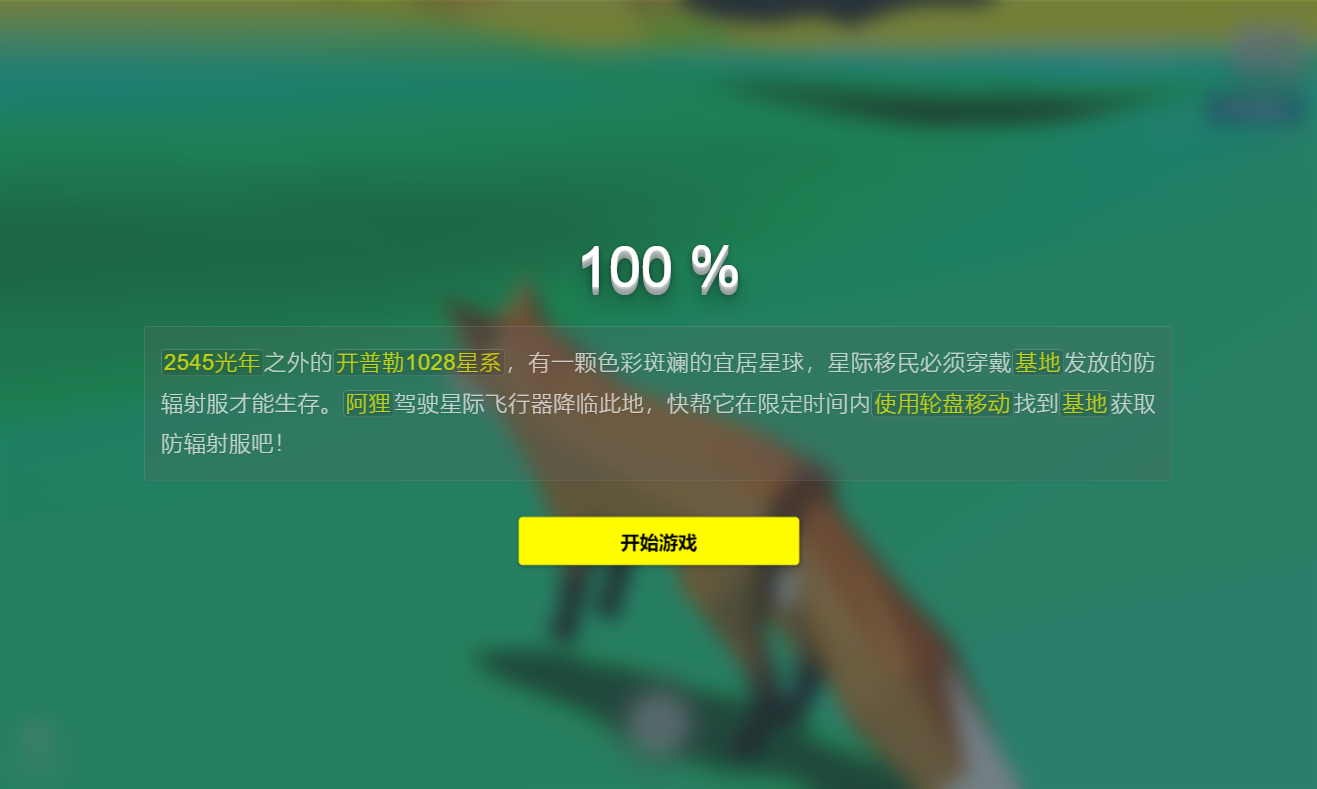 100 %
2545光年之外的开普勒1028星系，有一颗色彩斑斓的宜居星球，星际移民必须穿戴基地发放的防
辐射服才能生存。阿狸驾驶星际飞行器降临此地，快帮它在限定时间内使用轮盘移动找到基地获取
防辐射服吧！
开始游戏